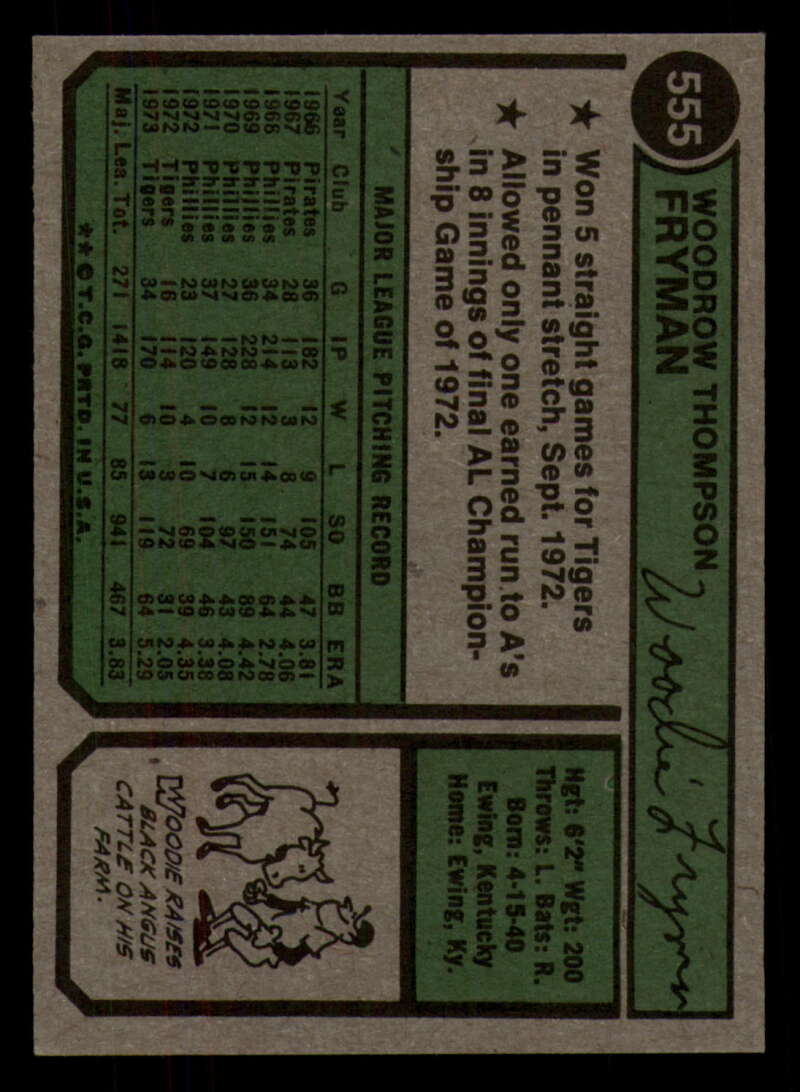 555
WOODROW THOMPSON
FRYMAN
Woodie Fryman
★ Won 5 straight games for Tigers
in pennant stretch, Sept. 1972.
★ Allowed only one earned run to A's
in 8 innings of final AL Champion-
ship Game of 1972.
MAJOR LEAGUE PITCHING RECORD
Year Club G IP W L SO BB ERA
1966 Pirates 36 182 12 9 105 47 3.81
1967 Pirates 28 113 3 8 74 44 4.06
1968 Phillies 34 214 12 14 151 64 2.78
1969 Phillies 36 228 12 15 150 89 4.42
1970 Phillies 27 128 8 6 97 43 4.08
1971 Phillies 37 149 10 7 104 46 3.38
1972 Phillies 23 120 4 10 69 39 4.35
1972 Tigers 16 114 10 3 72 31 2.05
1973 Tigers 34 170 6 13 119 64 5.29
Maj. Lea. Tot. 271 1418 77 85 941 467 3.83
**©T.C.G. PRTD. IN U.S.A.
Hgt: 6'2" Wgt: 200
Throws: L. Bats: R.
Born: 4-15-40
Ewing, Kentucky
Home: Ewing, Ky.
WOODIE RAISES
BLACK ANGUS
CATTLE ON HIS
FARM.